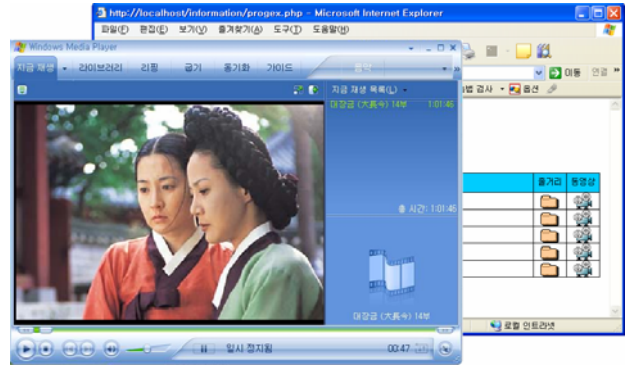 http://localhost/information/progex.php - Microsoft Internet Explorer
파일(F) 편집(E) 보기(V) 즐겨찾기(A) 도구(T) 도움말(H)
이동 연결 »
법 검사 옵션
줄거리 동영상
로컬 인트라넷
Windows Media Player
지금 재생 라이브러리 리핑 굽기 동기화 가이드 음악 »
지금 재생 목록(L)
대장금 (大長今) 14부 1:01:46
총 시간: 1:01:46
대장금 (大長今) 14부
일시 정지됨 00:47